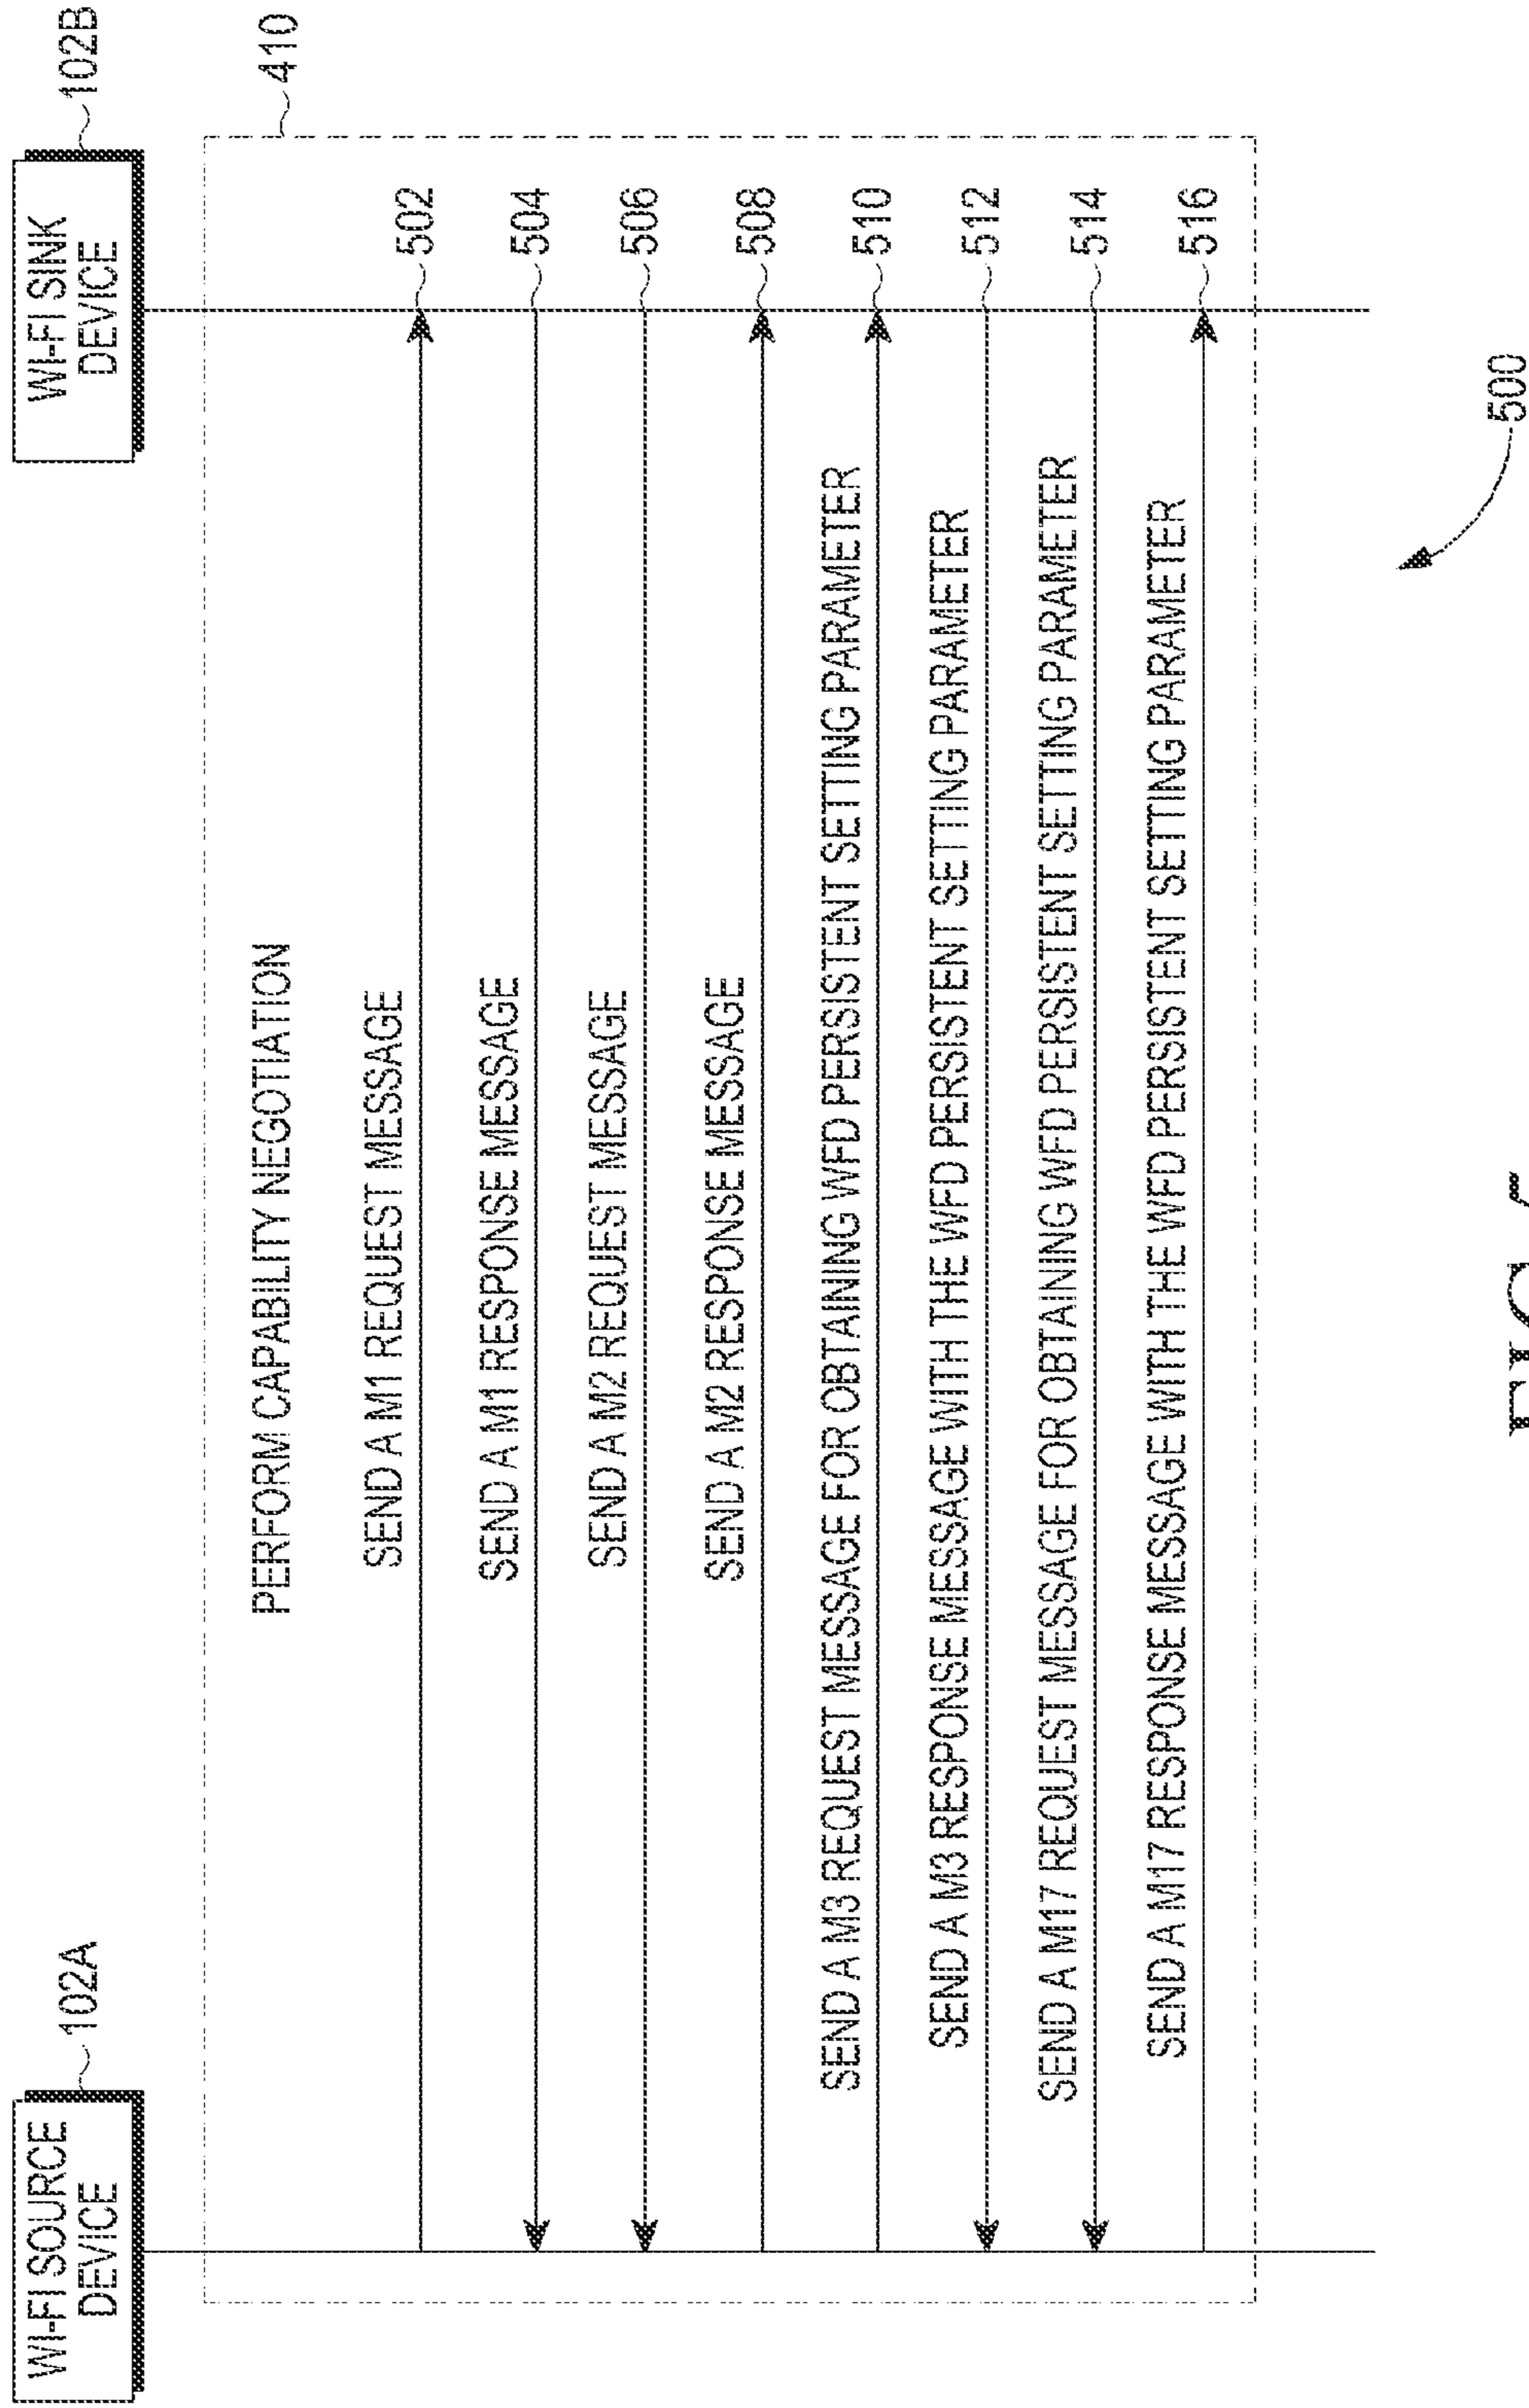 WI-FI SOURCE
DEVICE
102A
WI-FI SINK
DEVICE
102B
410
PERFORM CAPABILITY NEGOTIATION
SEND A M1 REQUEST MESSAGE
502
SEND A M1 RESPONSE MESSAGE
504
SEND A M2 REQUEST MESSAGE
506
SEND A M2 RESPONSE MESSAGE
508
SEND A M3 REQUEST MESSAGE FOR OBTAINING WFD PERSISTENT SETTING PARAMETER
510
SEND A M3 RESPONSE MESSAGE WITH THE WFD PERSISTENT SETTING PARAMETER
512
SEND A M17 REQUEST MESSAGE FOR OBTAINING WFD PERSISTENT SETTING PARAMETER
514
SEND A M17 RESPONSE MESSAGE WITH THE WFD PERSISTENT SETTING PARAMETER
516
500